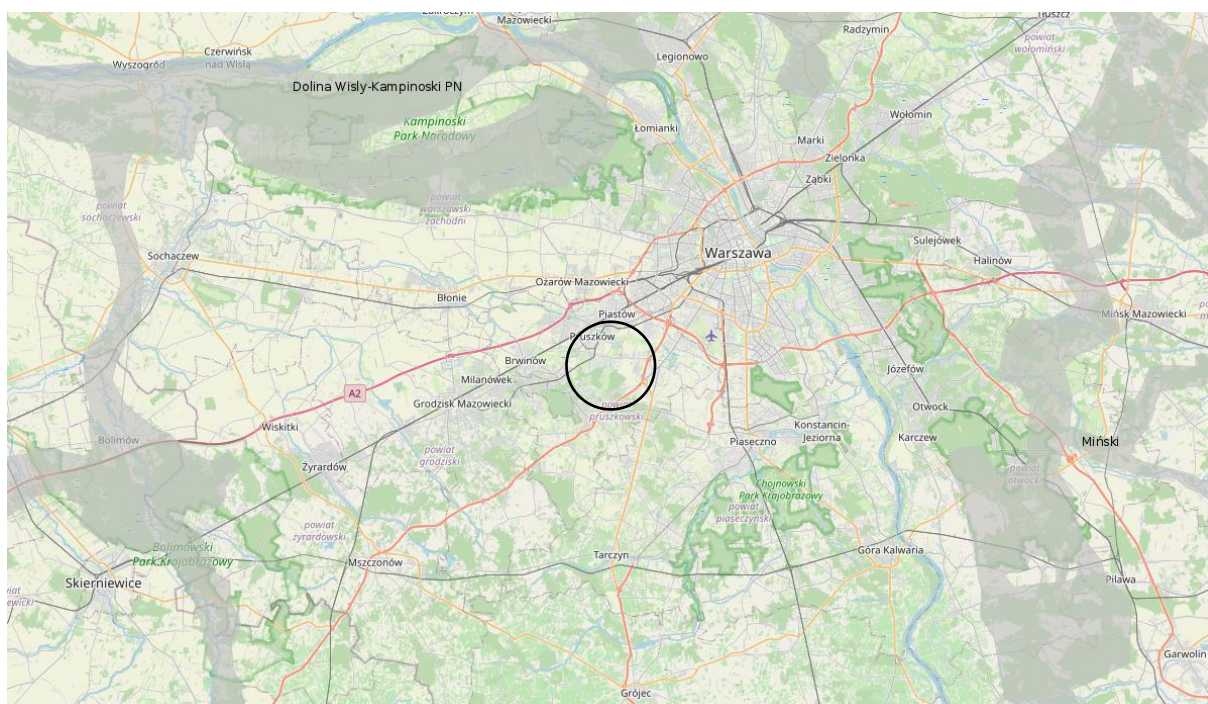 Zakroczym
Mazowiecki
Tłuszcz
Radzymin
powiat
wołomiński
Czerwińsk
nad Wisłą
Wyszogród
Legionowo
Dolina Wisly-Kampinoski PN
Wołomin
Kampinoski
Park Narodowy
Łomianki
Marki
Zielonka
Ząbki
powiat
sochaczewski
powiat
warszawski
zachodni
Sulejówek
Warszawa
Sochaczew
Halinów
Ożarów Mazowiecki
Błonie
Piastów
Mińsk Mazowiecki
Pruszków
Brwinów
Józefów
Milanówek
A2
Grodzisk Mazowiecki
powiat
pruszkowski
Otwock
Wiskitki
Konstancin-
Jeziorna
Karczew
Bolimów
Piaseczno
Miński
powiat
grodziski
Żyrardów
powiat
otwocki
Chojnowski
Park Krajobrazowy
powiat
piaseczyński
powiat
żyrardowski
Bolimowski
Park Krajobrazowy
Mszczonów
Tarczyn
Góra Kalwaria
Skierniewice
Pilawa
Garwolin
Grójec